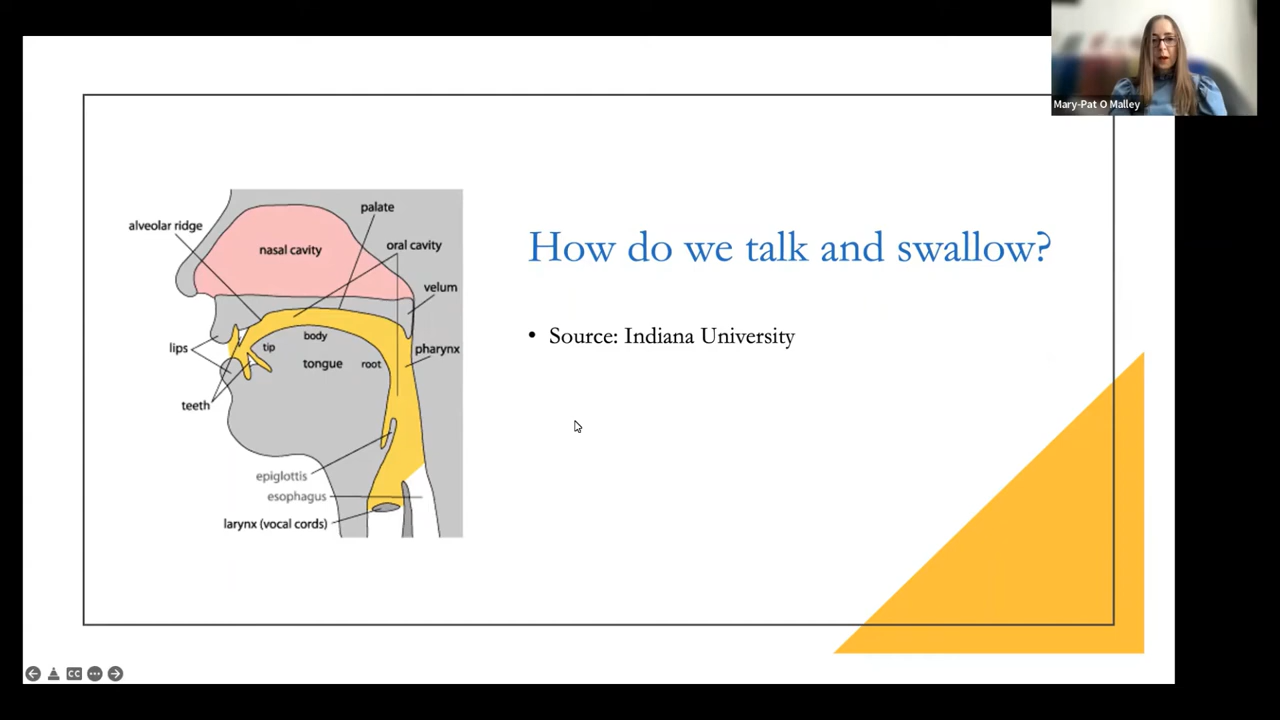 Mary-Pat O Malley
How do we talk and swallow?
• Source: Indiana University
palate
alveolar ridge
oral cavity
nasal cavity
velum
body
tip
lips
pharynx
tongue
root
teeth
epiglottis
esophagus
larynx (vocal cords)
CC